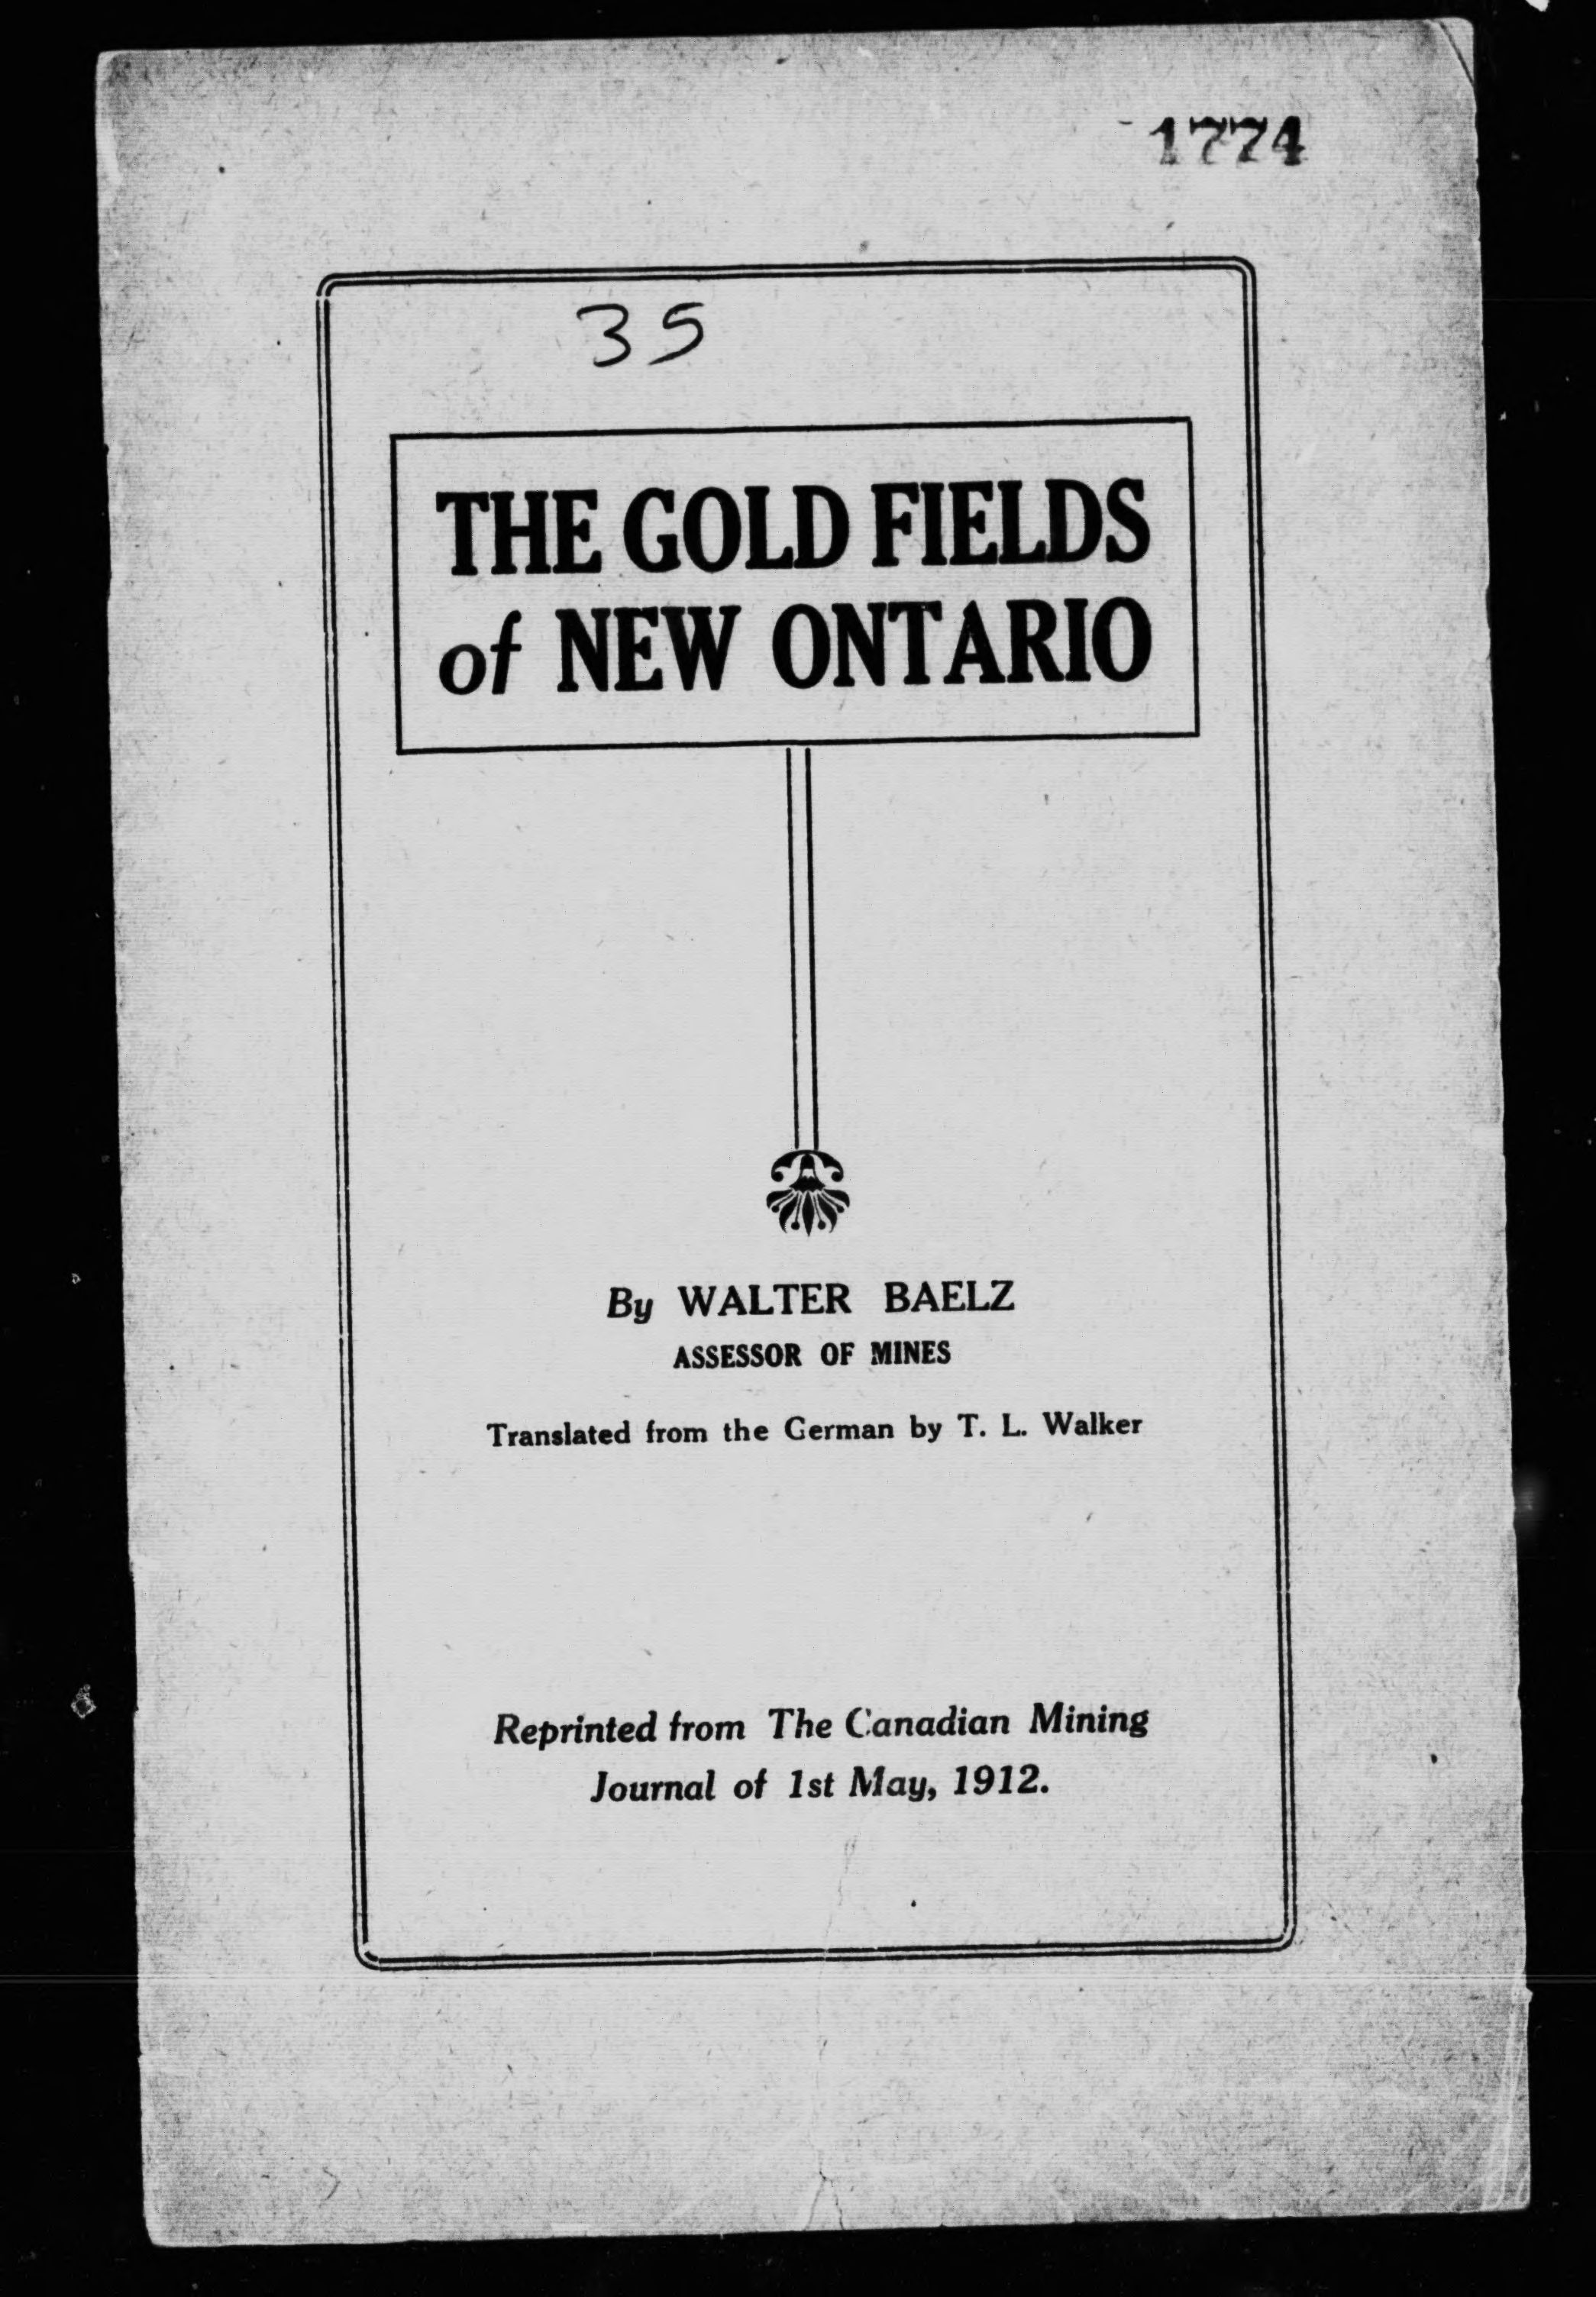 1774
35
THE GOLD FIELDS
of NEW ONTARIO
By WALTER BAELZ
ASSESSOR OF MINES
Translated from the German by T. L. Walker
Reprinted from The Canadian Mining
Journal of 1st May, 1912.